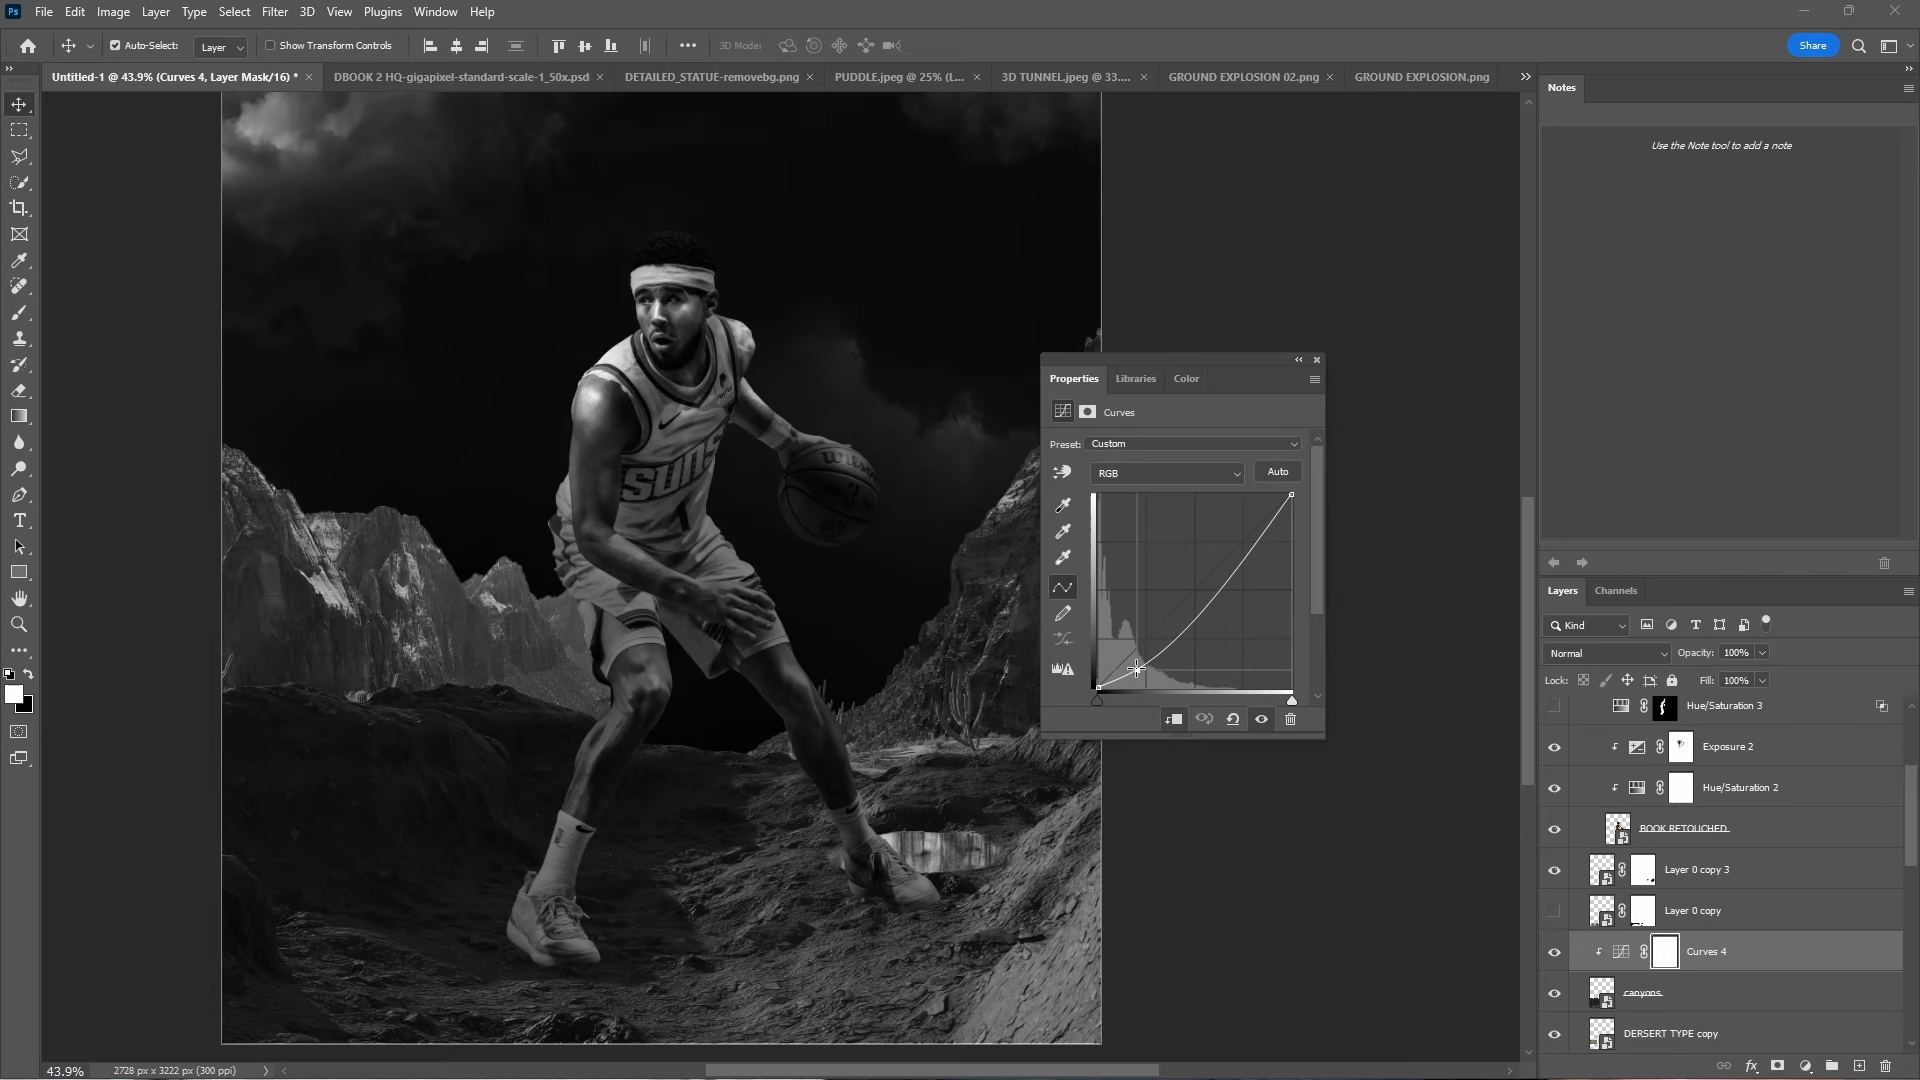 Ps File Edit Image Layer Type Select Filter 3D View Plugins Window Help
Auto-Select: Layer Show Transform Controls 3D Mode: Share
Untitled-1 @ 43.9% (Curves 4, Layer Mask/16) * DBOOK 2 HQ-gigapixel-standard-scale-1_50x.psd DETAILED_STATUE-removebg.png PUDDLE.jpeg @ 25% (L... 3D TUNNEL.jpeg @ 33.... GROUND EXPLOSION 02.png GROUND EXPLOSION.png
Notes
Use the Note tool to add a note
Properties Libraries Color
Curves
Preset: Custom
RGB Auto
Wilson
SUNS
1
Layers Channels
Kind
Normal Opacity: 100%
Lock: Fill: 100%
Hue/Saturation 3
Exposure 2
Hue/Saturation 2
BOOK RETOUCHED
Layer 0 copy 3
Layer 0 copy
Curves 4
canyons
DERSERT TYPE copy
43.9% 2728 px x 3222 px (300 ppi)